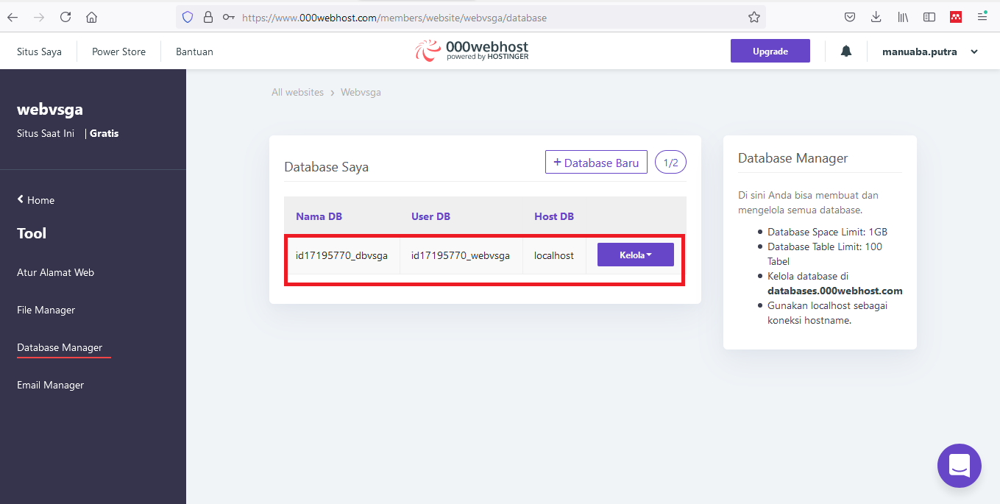 https://www.000webhost.com/members/website/webvsga/database
Situs Saya
Power Store
Bantuan
000webhost
powered by HOSTINGER
Upgrade
manuaba.putra
webvsga
Situs Saat Ini | Gratis
Home
Tool
Atur Alamat Web
File Manager
Database Manager
Email Manager
All websites › Webvsga
Database Saya
+ Database Baru
1/2
Nama DB User DB Host DB
id17195770_dbvsga id17195770_webvsga localhost Kelola
Database Manager
Di sini Anda bisa membuat dan
mengelola semua database.
Database Space Limit: 1GB
Database Table Limit: 100
Tabel
Kelola database di
databases.000webhost.com
Gunakan localhost sebagai
koneksi hostname.